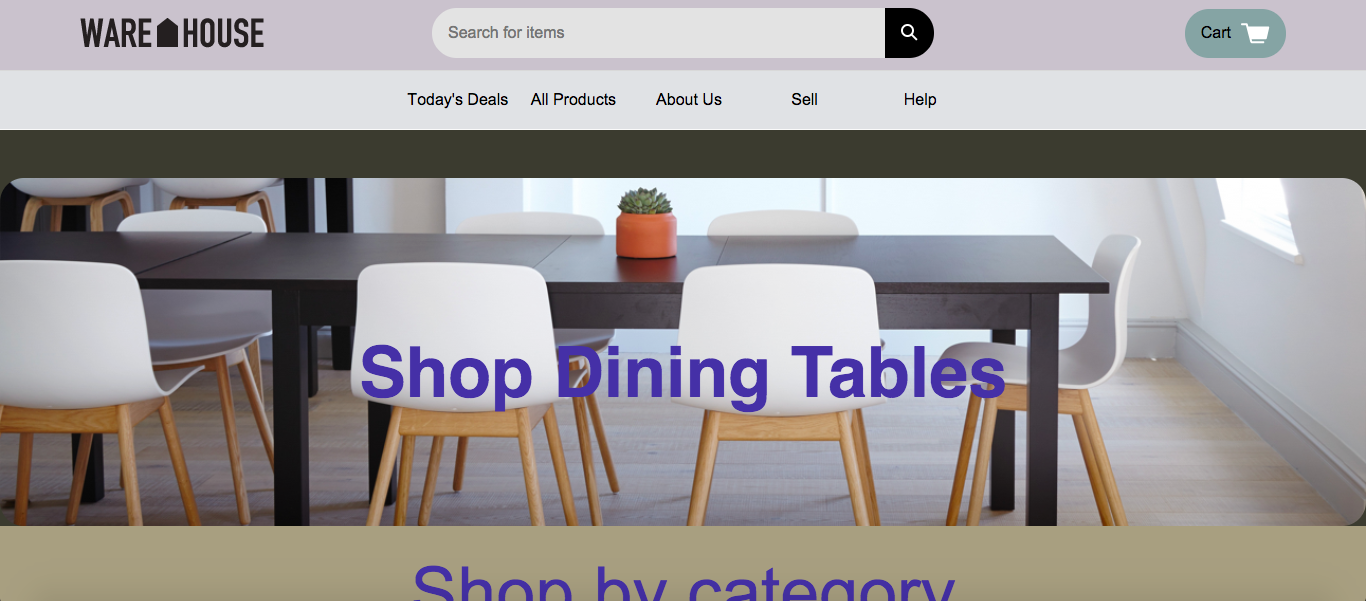 WARE HOUSE
Search for items
Cart
Today's Deals All Products About Us Sell Help
Shop Dining Tables
Shop by category